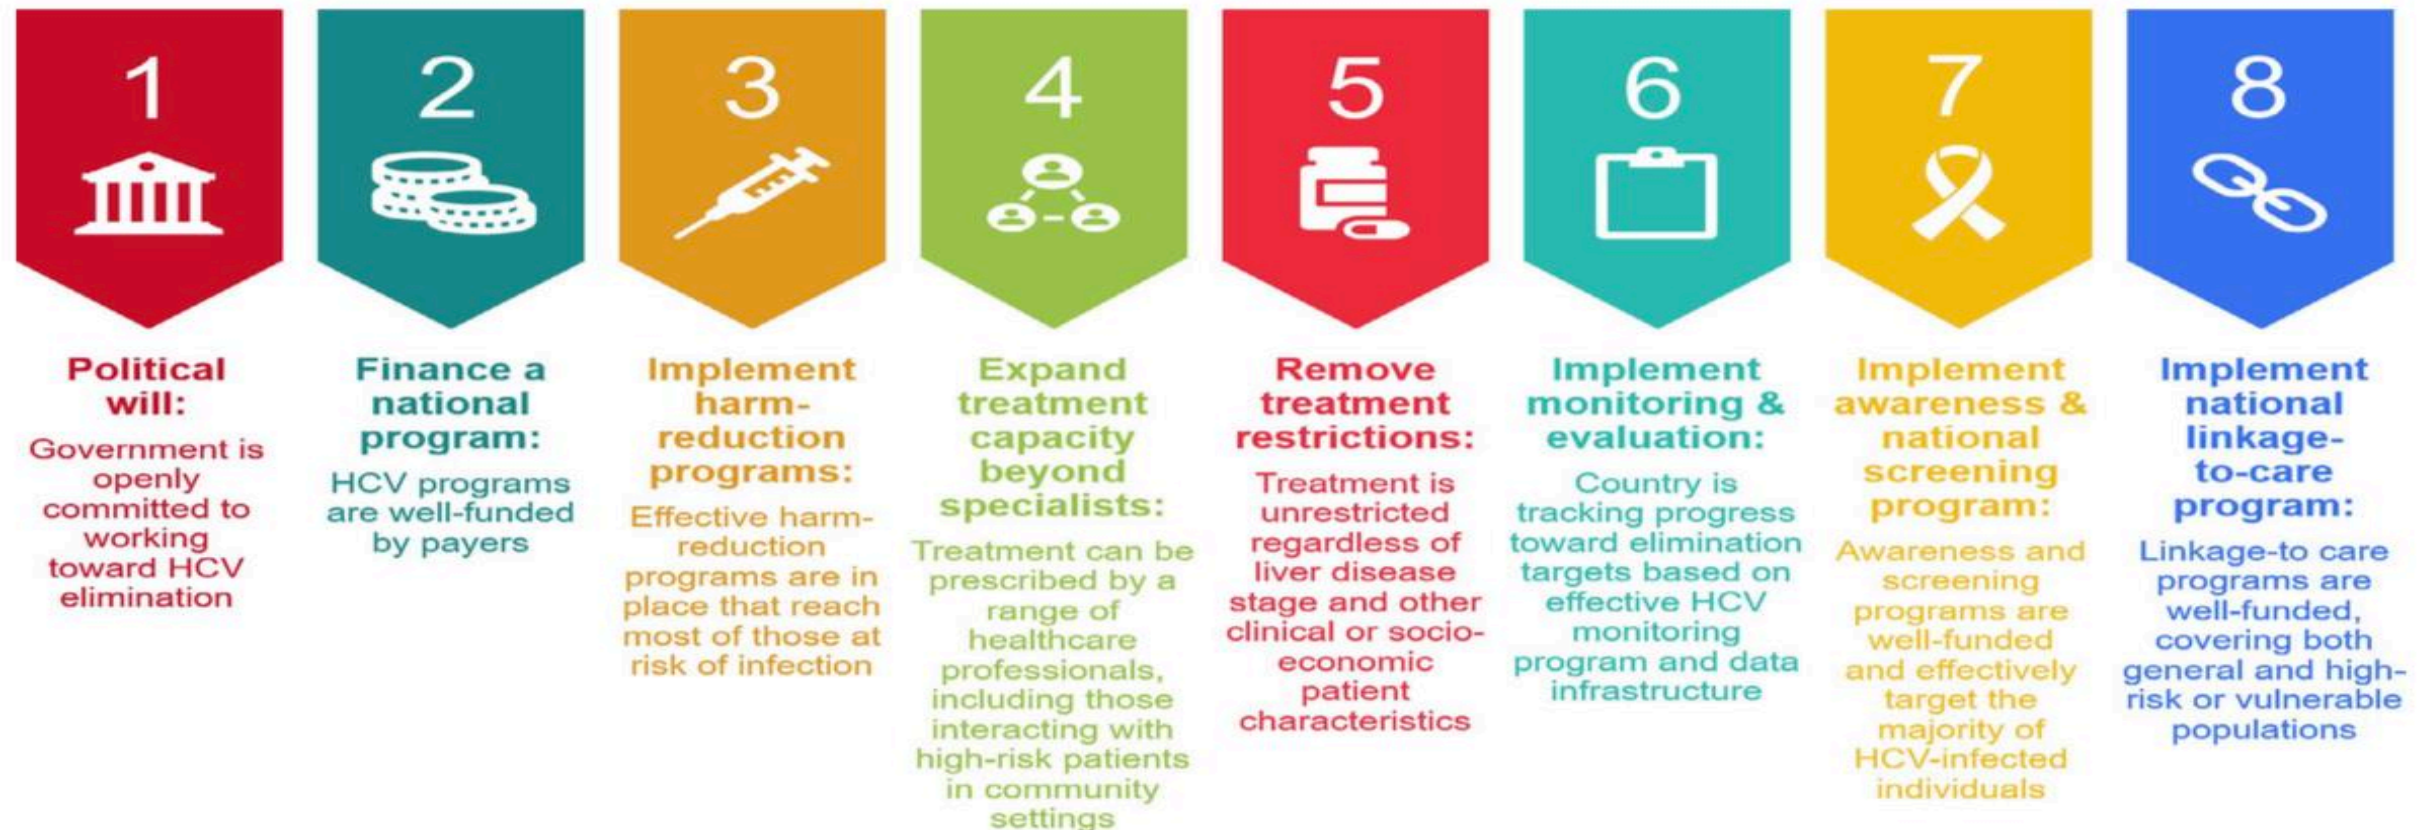 1
Political
will:
Government is
openly
committed to
working
toward HCV
elimination
2
Finance a
national
program:
HCV programs
are well-funded
by payers
3
Implement
harm-
reduction
programs:
Effective harm-
reduction
programs are in
place that reach
most of those at
risk of infection
4
Expand
treatment
capacity
beyond
specialists:
Treatment can be
prescribed by a
range of
healthcare
professionals,
including those
interacting with
high-risk patients
in community
settings
5
Remove
treatment
restrictions:
Treatment is
unrestricted
regardless of
liver disease
stage and other
clinical or socio-
economic
patient
characteristics
6
Implement
monitoring &
evaluation:
Country is
tracking progress
toward elimination
targets based on
effective HCV
monitoring
program and data
infrastructure
7
Implement
awareness &
national
screening
program:
Awareness and
screening
programs are
well-funded
and effectively
target the
majority of
HCV-infected
individuals
8
Implement
national
linkage-
to-care
program:
Linkage-to care
programs are
well-funded,
covering both
general and high-
risk or vulnerable
populations